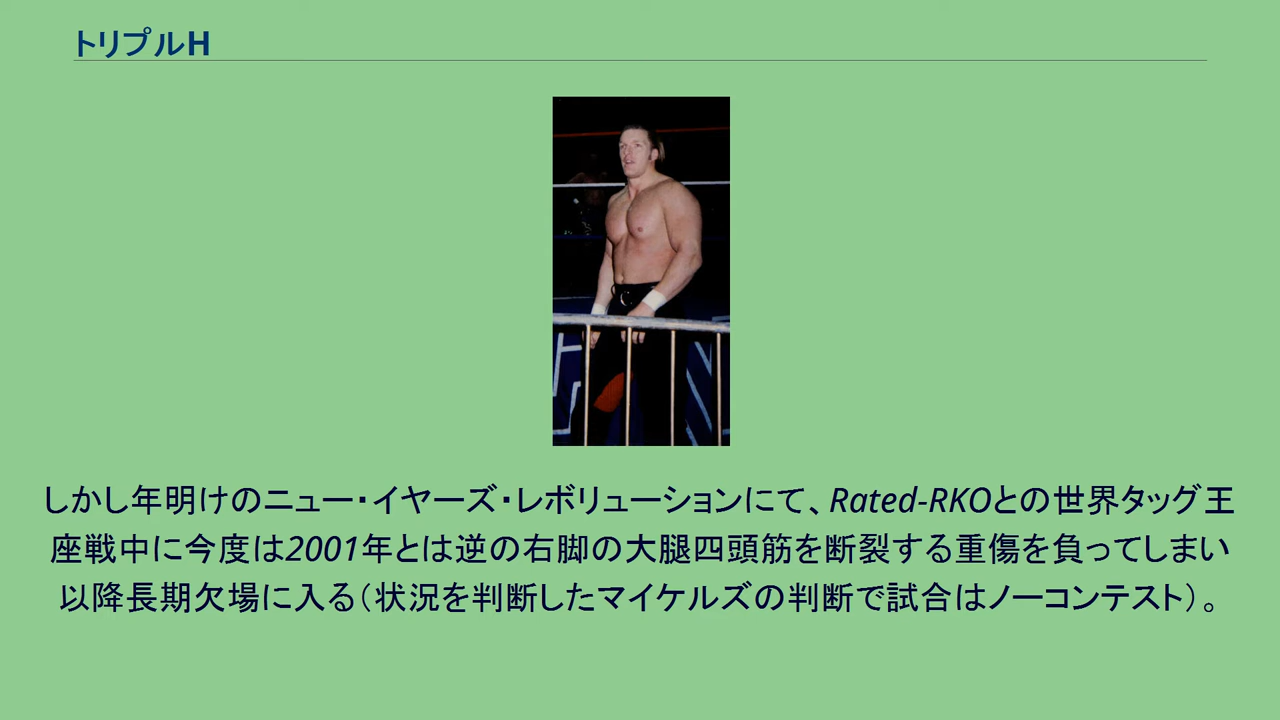 トリプルH
しかし年明けのニュー・イヤーズ・レボリューションにて、Rated-RKOとの世界タッグ王
座戦中に今度は2001年とは逆の右脚の大腿四頭筋を断裂する重傷を負ってしまい
以降長期欠場に入る（状況を判断したマイケルズの判断で試合はノーコンテスト）。